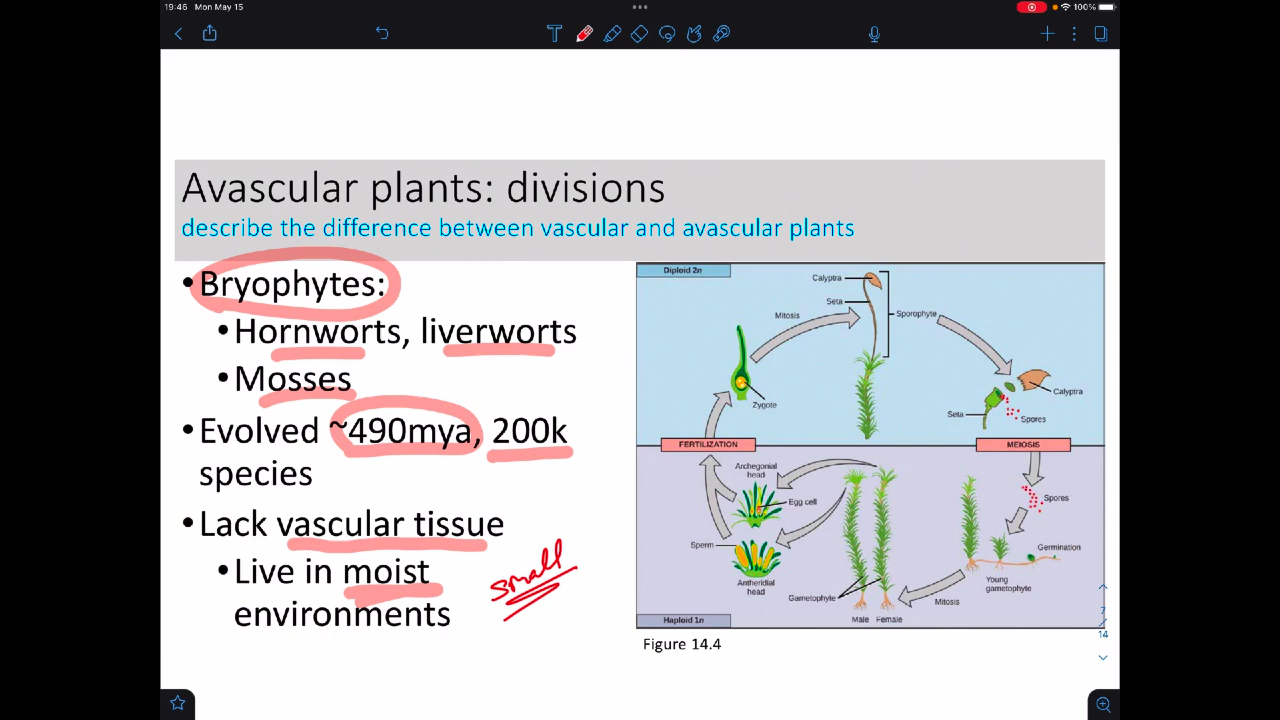 19:46 Mon May 15
100%
Avascular plants: divisions
describe the difference between vascular and avascular plants
•Bryophytes:
•Hornworts, liverworts
•Mosses
•Evolved ~490mya, 200k
species
•Lack vascular tissue
•Live in moist
environments
small
Diploid 2n
Calyptra
Seta
Mitosis
Sporophyte
Zygote
Calyptra
Seta
Spores
FERTILIZATION
MEIOSIS
Archegonial
head
Egg cell
Spores
Sperm
Germination
Antheridial
head
Young
gametophyte
Gametophyte
Mitosis
Male Female
Haploid 1n
Figure 14.4
7
14